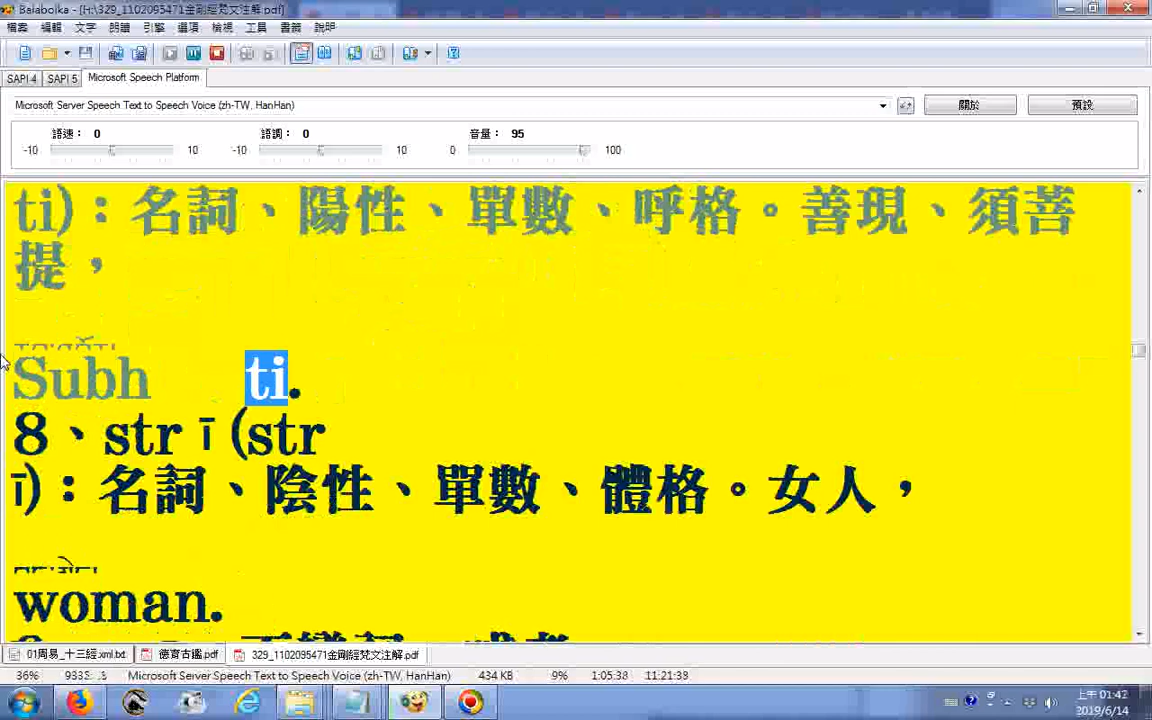 Balabolka - [H:\329_1102095471金剛經梵文注解.pdf]
檔案 編輯 文字 朗讀 引擎 選項 檢視 工具 書籤 說明
SAPI 4 SAPI 5 Microsoft Speech Platform
Microsoft Server Speech Text to Speech Voice (zh-TW, HanHan) 關於 預設
語速： 0 語調： 0 音量： 95
-10 10 -10 10 0 100
ti)：名詞、陽性、單數、呼格。善現、須菩
提，
Subh ti.
8、strī(str
ī)：名詞、陰性、單數、體格。女人，
woman.
01周易_十三經.xml.txt 德育古鑑.pdf 329_1102095471金剛經梵文注解.pdf
36% Microsoft Server Speech Text to Speech Voice (zh-TW, HanHan) 434 KB 9% 1:05:38 11:21:38
上午 01:42
2019/6/14